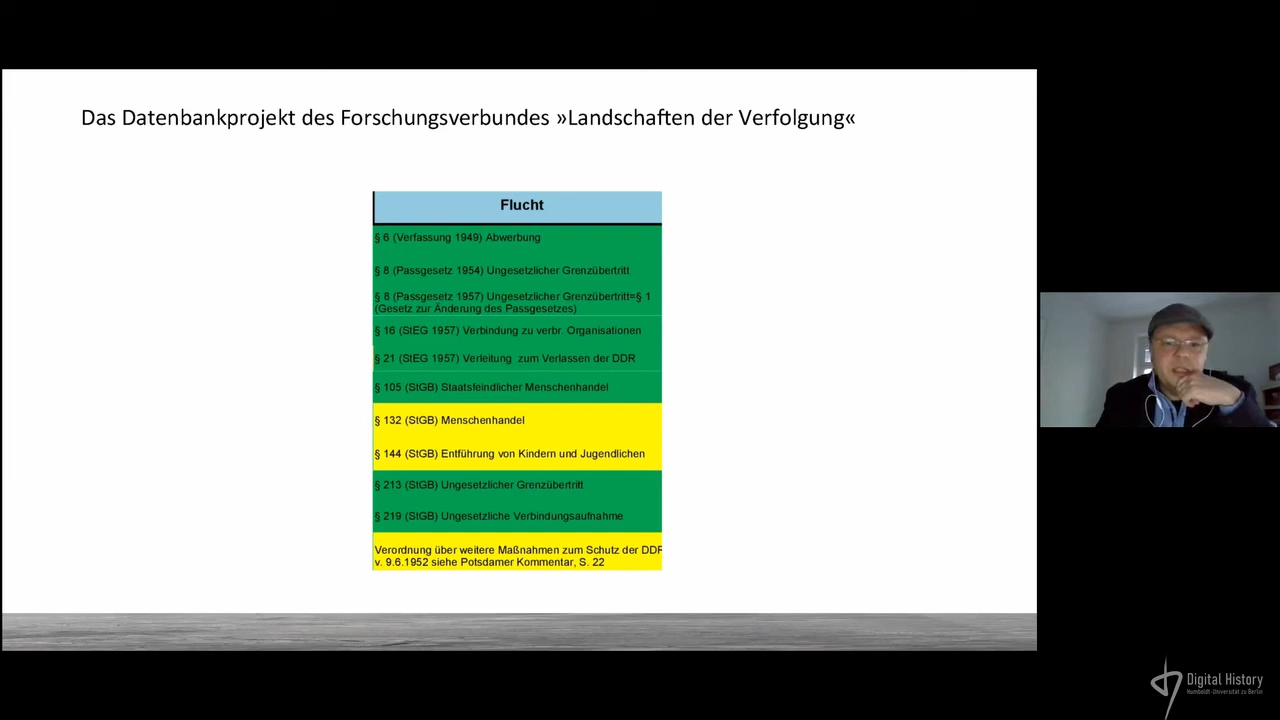 Das Datenbankprojekt des Forschungsverbundes »Landschaften der Verfolgung«
Flucht
§ 6 (Verfassung 1949) Abwerbung
§ 8 (Passgesetz 1954) Ungesetzlicher Grenzübertritt
§ 8 (Passgesetz 1957) Ungesetzlicher Grenzübertritt=§ 1
(Gesetz zur Änderung des Passgesetzes)
§ 16 (StEG 1957) Verbindung zu verbr. Organisationen
§ 21 (StEG 1957) Verleitung zum Verlassen der DDR
§ 105 (StGB) Staatsfeindlicher Menschenhandel
§ 132 (StGB) Menschenhandel
§ 144 (StGB) Entführung von Kindern und Jugendlichen
§ 213 (StGB) Ungesetzlicher Grenzübertritt
§ 219 (StGB) Ungesetzliche Verbindungsaufnahme
Verordnung über weitere Maßnahmen zum Schutz der DDR
v. 9.6.1952 siehe Potsdamer Kommentar, S. 22
Digital History
Humboldt-Universität zu Berlin